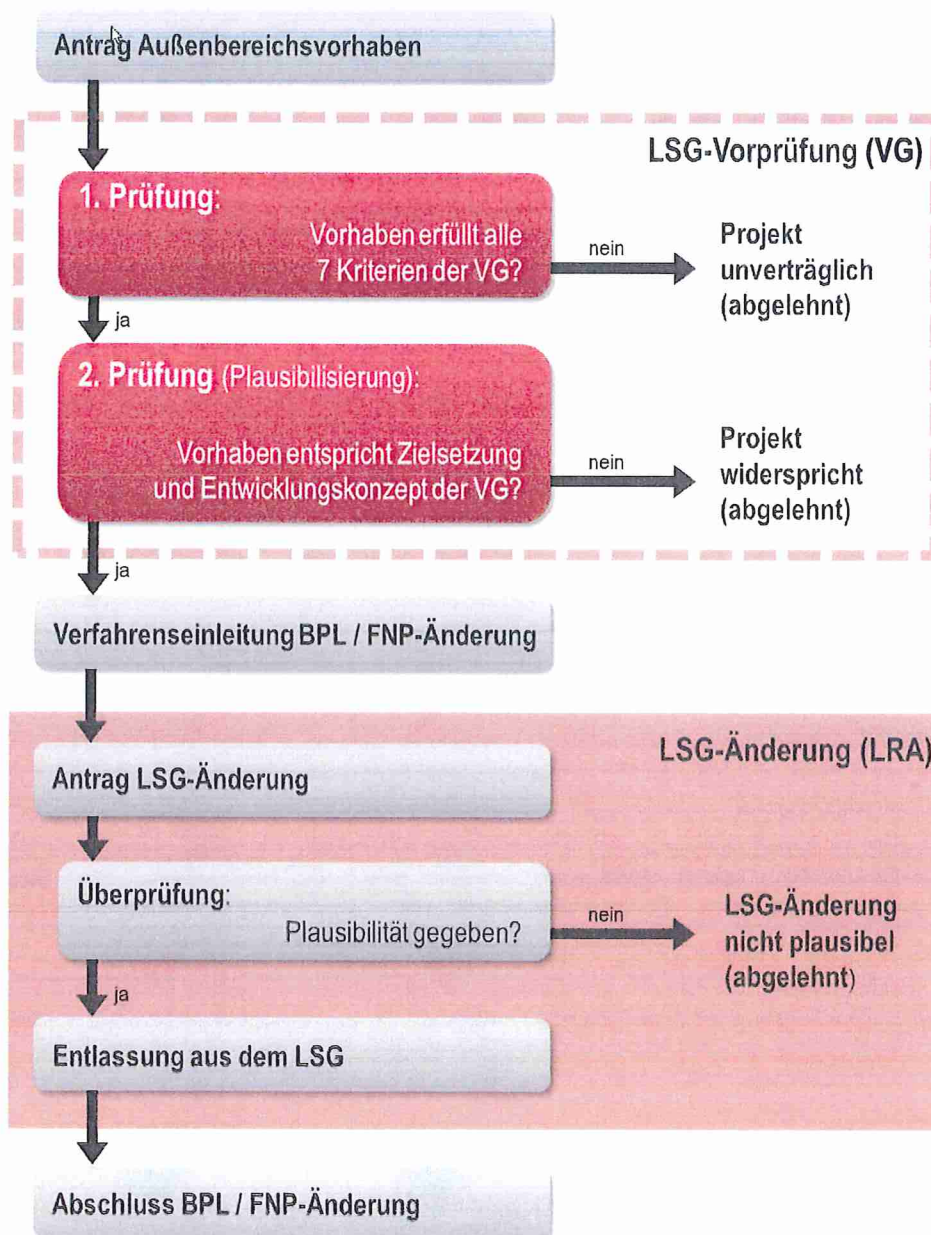 Antrag Außenbereichsvorhaben
LSG-Vorprüfung (VG)
1. Prüfung:
Vorhaben erfüllt alle
7 Kriterien der VG?
nein
Projekt
unverträglich
(abgelehnt)
ja
2. Prüfung (Plausibilisierung):
Vorhaben entspricht Zielsetzung
und Entwicklungskonzept der VG?
nein
Projekt
widerspricht
(abgelehnt)
ja
Verfahrenseinleitung BPL / FNP-Änderung
LSG-Änderung (LRA)
Antrag LSG-Änderung
Überprüfung:
Plausibilität gegeben?
nein
LSG-Änderung
nicht plausibel
(abgelehnt)
ja
Entlassung aus dem LSG
Abschluss BPL / FNP-Änderung